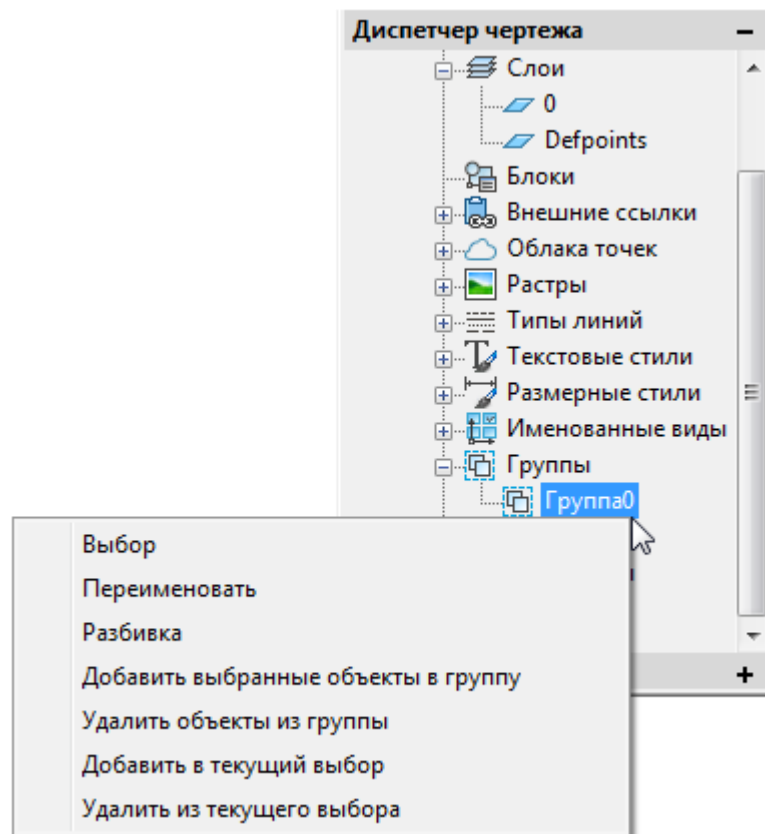 Диспетчер чертежа
Слои
0
Defpoints
Блоки
Внешние ссылки
Облака точек
Растры
Типы линий
Текстовые стили
Размерные стили
Именованные виды
Группы
Группа0
Выбор
Переименовать
Разбивка
Добавить выбранные объекты в группу
Удалить объекты из группы
Добавить в текущий выбор
Удалить из текущего выбора